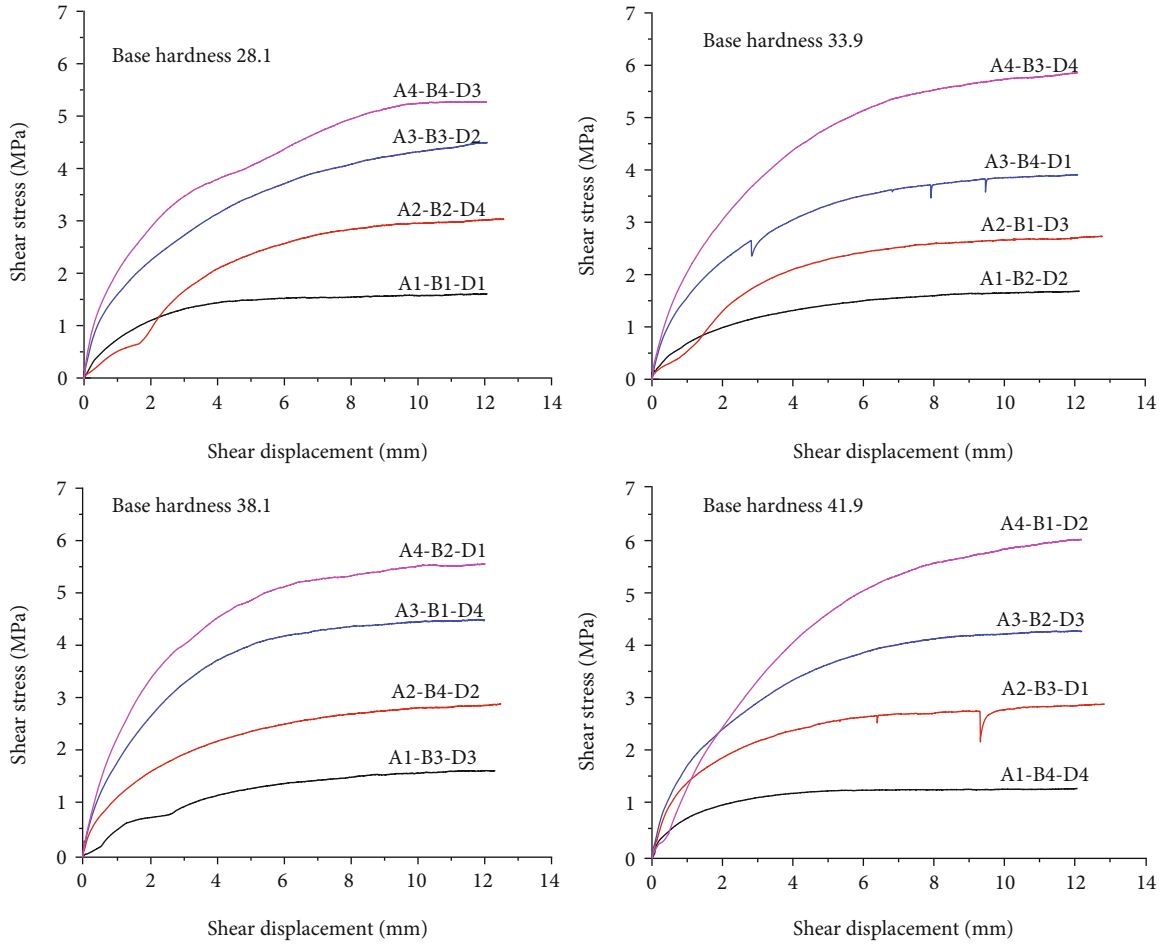 7
6
5
4
3
2
1
0
Shear stress (MPa)
Base hardness 28.1
A4-B4-D3
A3-B3-D2
A2-B2-D4
A1-B1-D1
0 2 4 6 8 10 12 14
Shear displacement (mm)
7
6
5
4
3
2
1
0
Shear stress (MPa)
Base hardness 33.9
A4-B3-D4
A3-B4-D1
A2-B1-D3
A1-B2-D2
0 2 4 6 8 10 12 14
Shear displacement (mm)
7
6
5
4
3
2
1
0
Shear stress (MPa)
Base hardness 38.1
A4-B2-D1
A3-B1-D4
A2-B4-D2
A1-B3-D3
0 2 4 6 8 10 12 14
Shear displacement (mm)
7
6
5
4
3
2
1
0
Shear stress (MPa)
Base hardness 41.9
A4-B1-D2
A3-B2-D3
A2-B3-D1
A1-B4-D4
0 2 4 6 8 10 12 14
Shear displacement (mm)